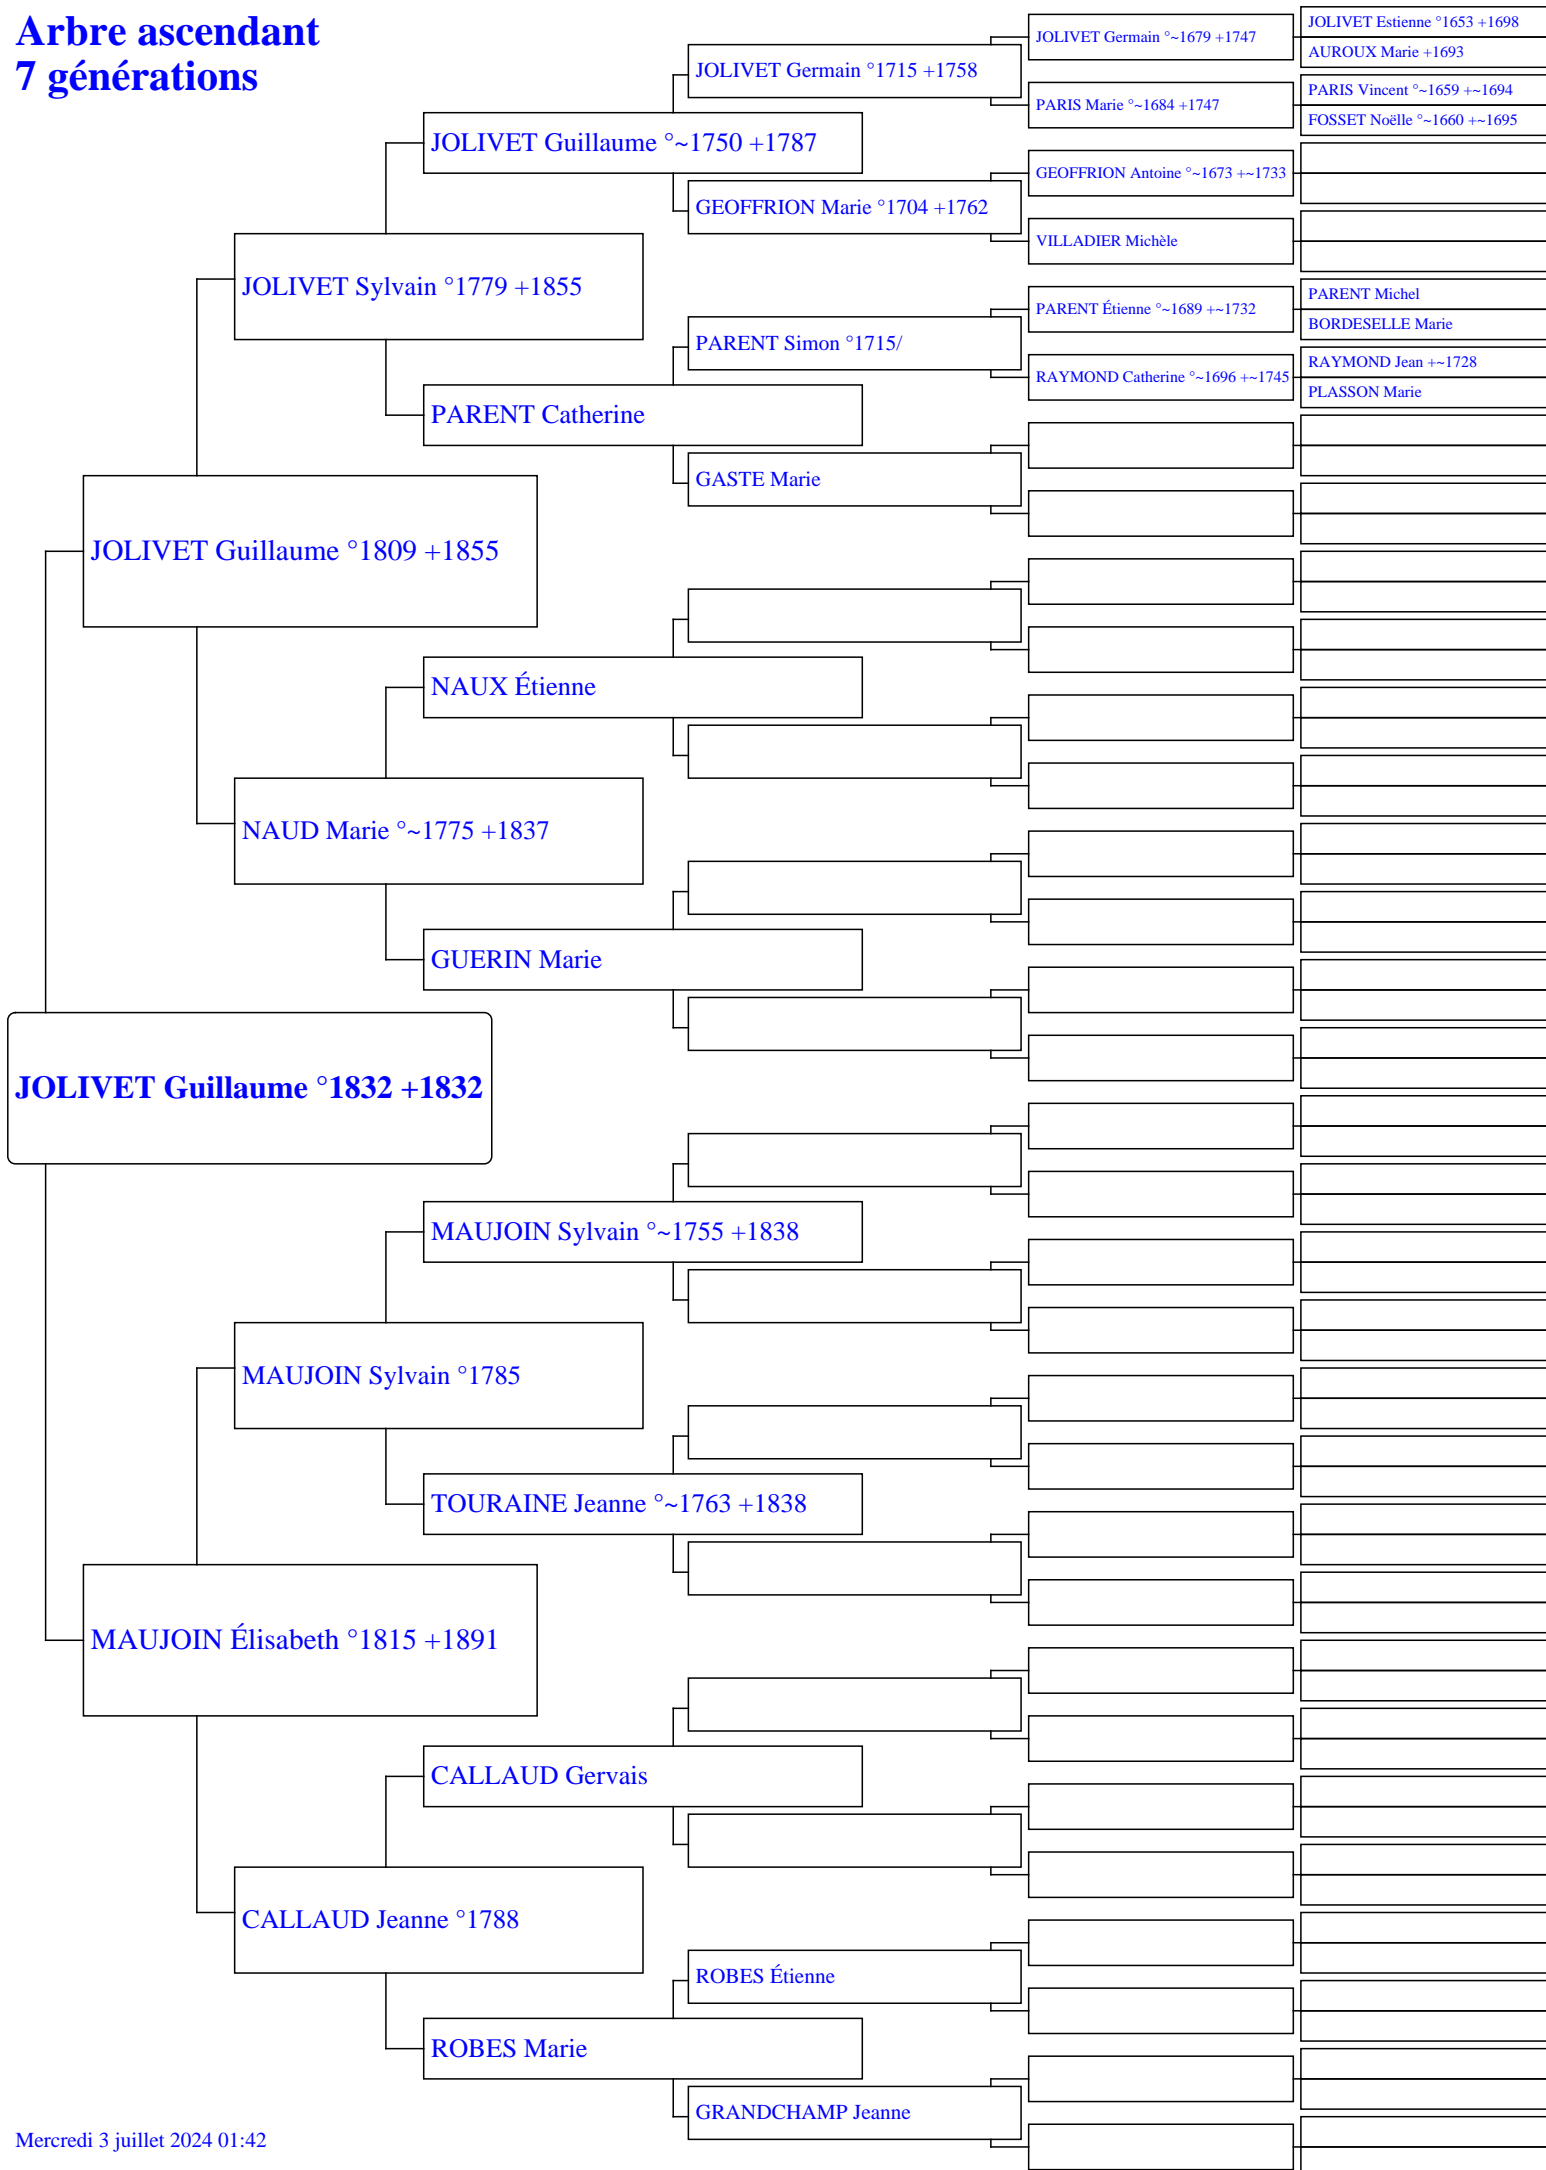 Arbre ascendant
7 générations
JOLIVET Estienne °1653 +1698
JOLIVET Germain °~1679 +1747
AUROUX Marie +1693
JOLIVET Germain °1715 +1758
PARIS Vincent °~1659 +~1694
PARIS Marie °~1684 +1747
FOSSET Noëlle °~1660 +~1695
JOLIVET Guillaume °~1750 +1787
GEOFFRION Antoine °~1673 +~1733
GEOFFRION Marie °1704 +1762
VILLADIER Michèle
JOLIVET Sylvain °1779 +1855
PARENT Michel
PARENT Étienne °~1689 +~1732
BORDESELLE Marie
PARENT Simon °1715/
RAYMOND Jean +~1728
RAYMOND Catherine °~1696 +~1745
PLASSON Marie
PARENT Catherine
GASTE Marie
JOLIVET Guillaume °1809 +1855
NAUX Étienne
NAUD Marie °~1775 +1837
GUERIN Marie
JOLIVET Guillaume °1832 +1832
MAUJOIN Sylvain °~1755 +1838
MAUJOIN Sylvain °1785
TOURAINE Jeanne °~1763 +1838
MAUJOIN Élisabeth °1815 +1891
CALLAUD Gervais
CALLAUD Jeanne °1788
ROBES Étienne
ROBES Marie
GRANDCHAMP Jeanne
Mercredi 3 juillet 2024 01:42